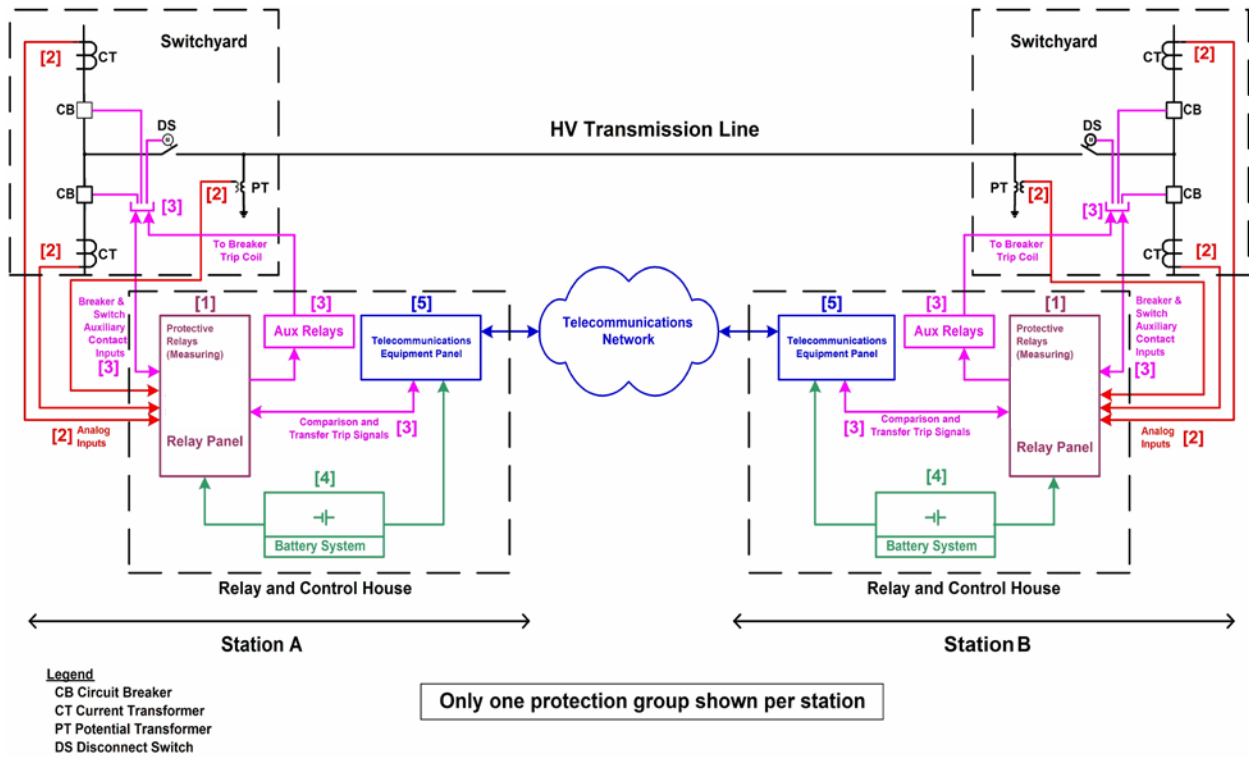 Switchyard
[2]
CT
CB
DS
CB
[3]
[2]
PT
[2]
CT
To Breaker
Trip Coil
HV Transmission Line
Switchyard
CT
[2]
CB
DS
PT
[2]
CB
[3]
CT
[2]
To Breaker
Trip Coil
Breaker &
Switch
Auxiliary
Contact
Inputs
[3]
[2] Analog
Inputs
[1]
Protective
Relays
(Measuring)
Relay Panel
[3]
Aux Relays
[5]
Telecommunications
Equipment Panel
Comparison and
Transfer Trip Signals
[3]
[4]
Battery System
Relay and Control House
Telecommunications
Network
[5]
Telecommunications
Equipment Panel
[3]
Aux Relays
[1]
Protective
Relays
(Measuring)
Relay Panel
Breaker &
Switch
Auxiliary
Contact
Inputs
[3]
Analog
Inputs
[2]
Comparison and
Transfer Trip Signals
[3]
[4]
Battery System
Relay and Control House
Station A
Station B
Legend
CB Circuit Breaker
CT Current Transformer
PT Potential Transformer
DS Disconnect Switch
Only one protection group shown per station